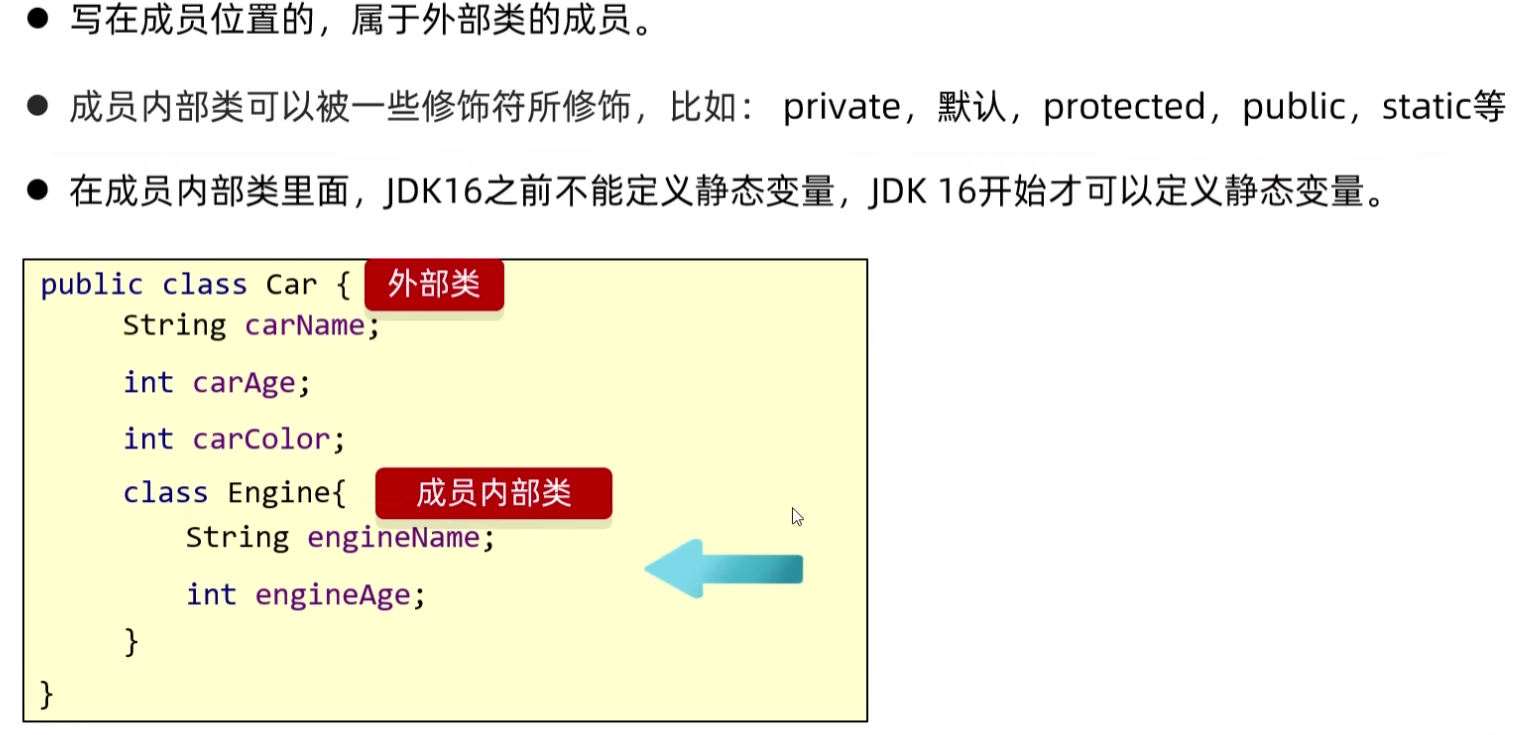 ● 写在成员位置的，属于外部类的成员。
● 成员内部类可以被一些修饰符所修饰，比如： private，默认，protected，public，static等
● 在成员内部类里面，JDK16之前不能定义静态变量，JDK 16开始才可以定义静态变量。
public class Car { 外部类
String carName;
int carAge;
int carColor;
class Engine{ 成员内部类
String engineName;
int engineAge;
}
}